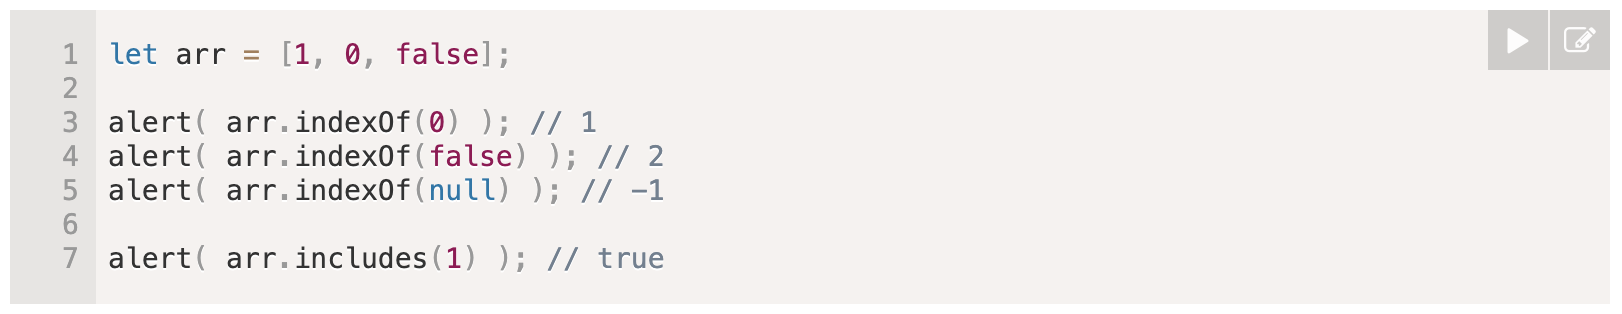 1 let arr = [1, 0, false];
2
3 alert( arr.indexOf(0) ); // 1
4 alert( arr.indexOf(false) ); // 2
5 alert( arr.indexOf(null) ); // -1
6
7 alert( arr.includes(1) ); // true